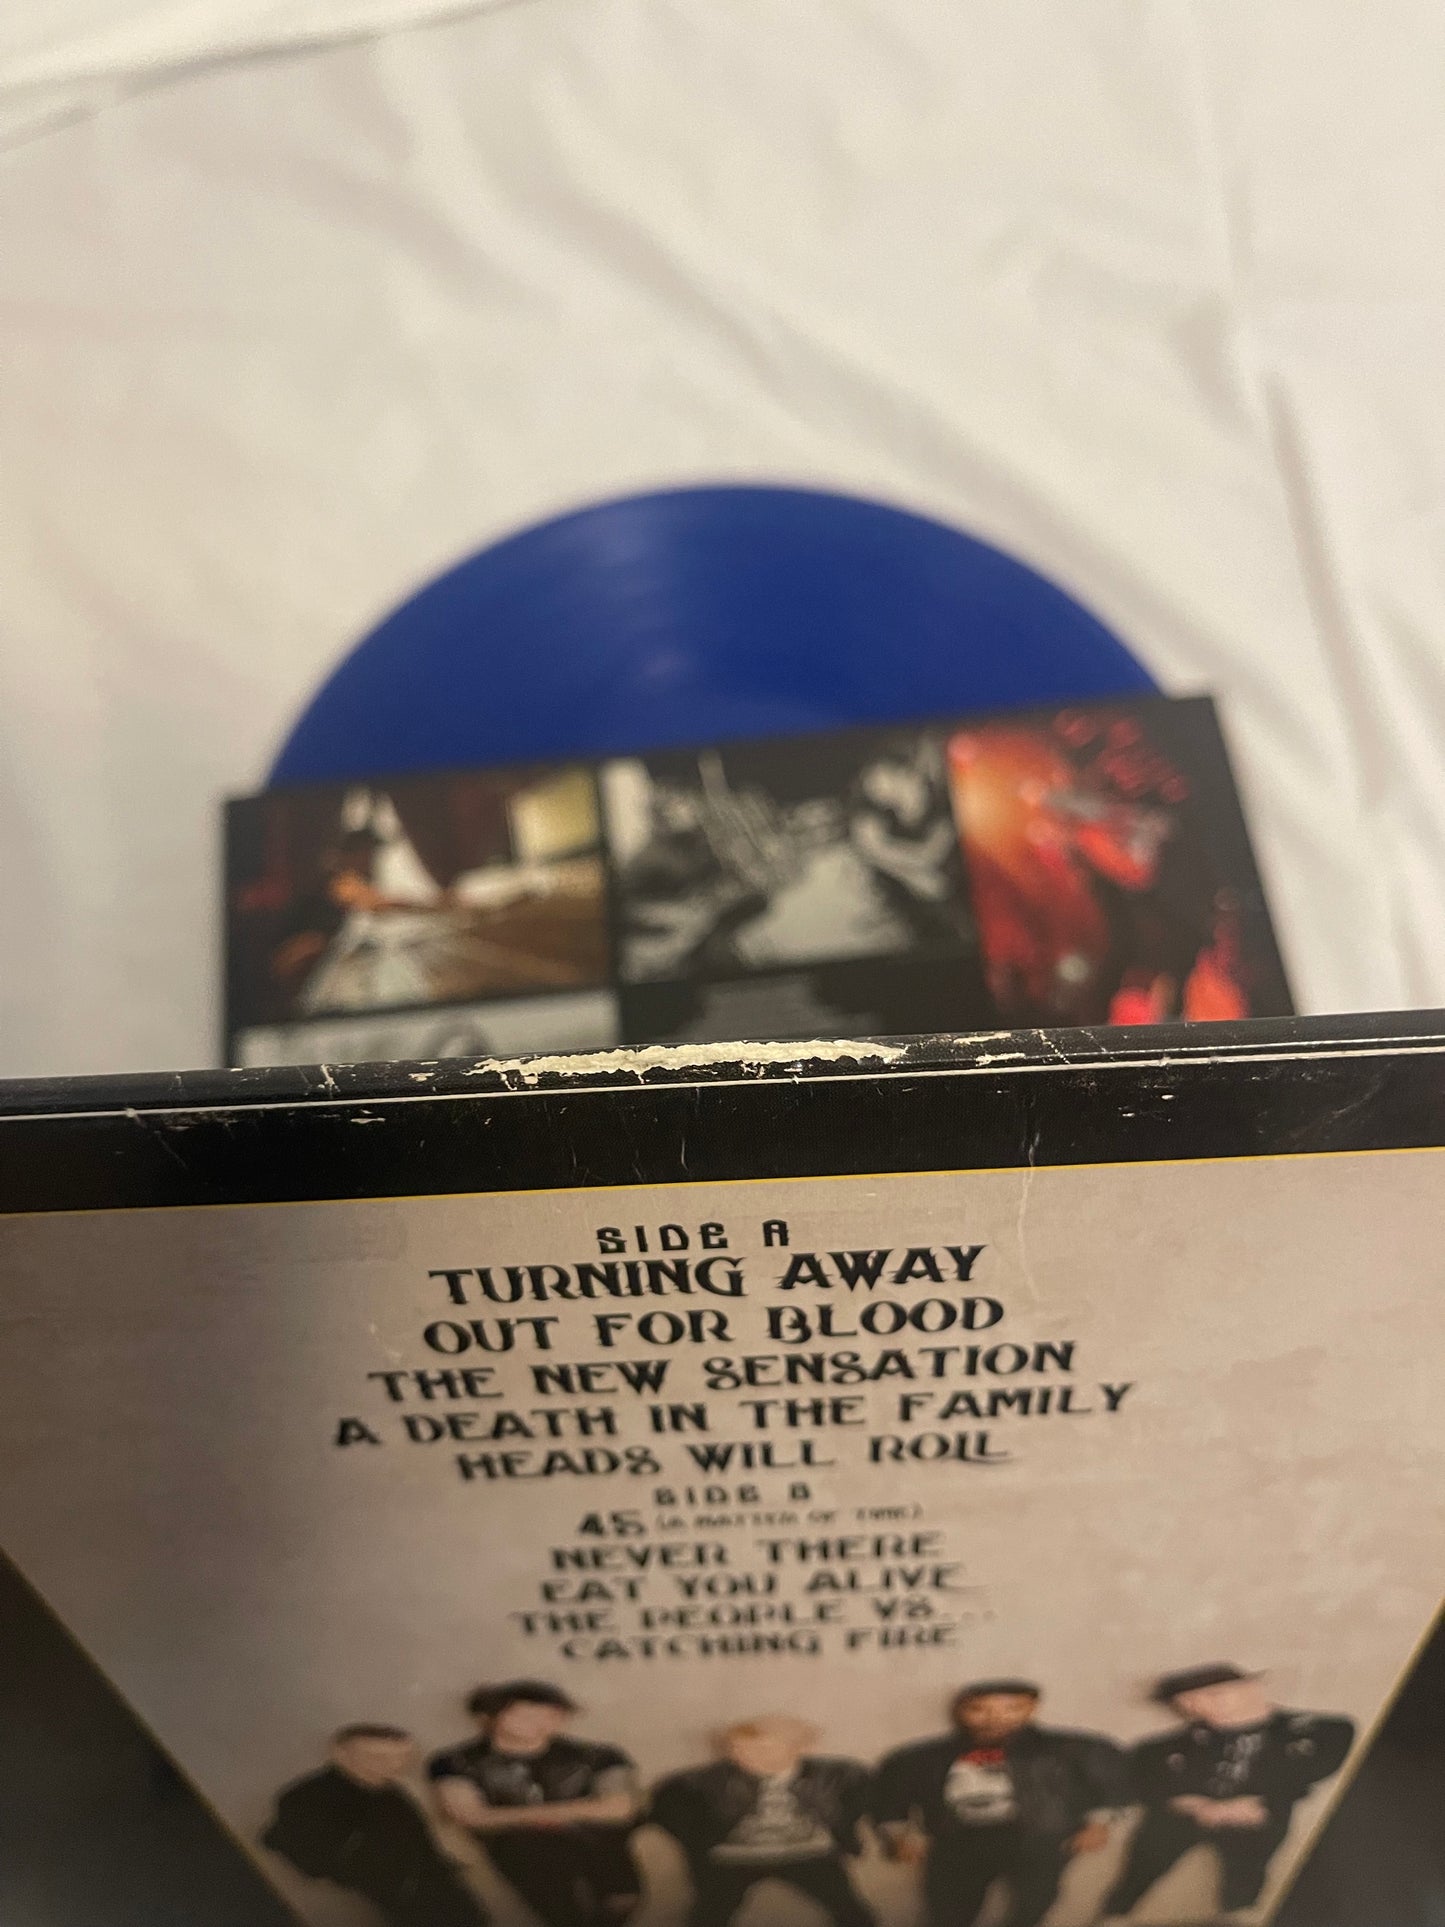 SIDE A
TURNING AWAY
OUT FOR BLOOD
THE NEW SENSATION
A DEATH IN THE FAMILY
HEADS WILL ROLL
SIDE B
45 (A MATTER OF TIME)
NEVER THERE
EAT YOU ALIVE
THE PEOPLE VS...
CATCHING FIRE